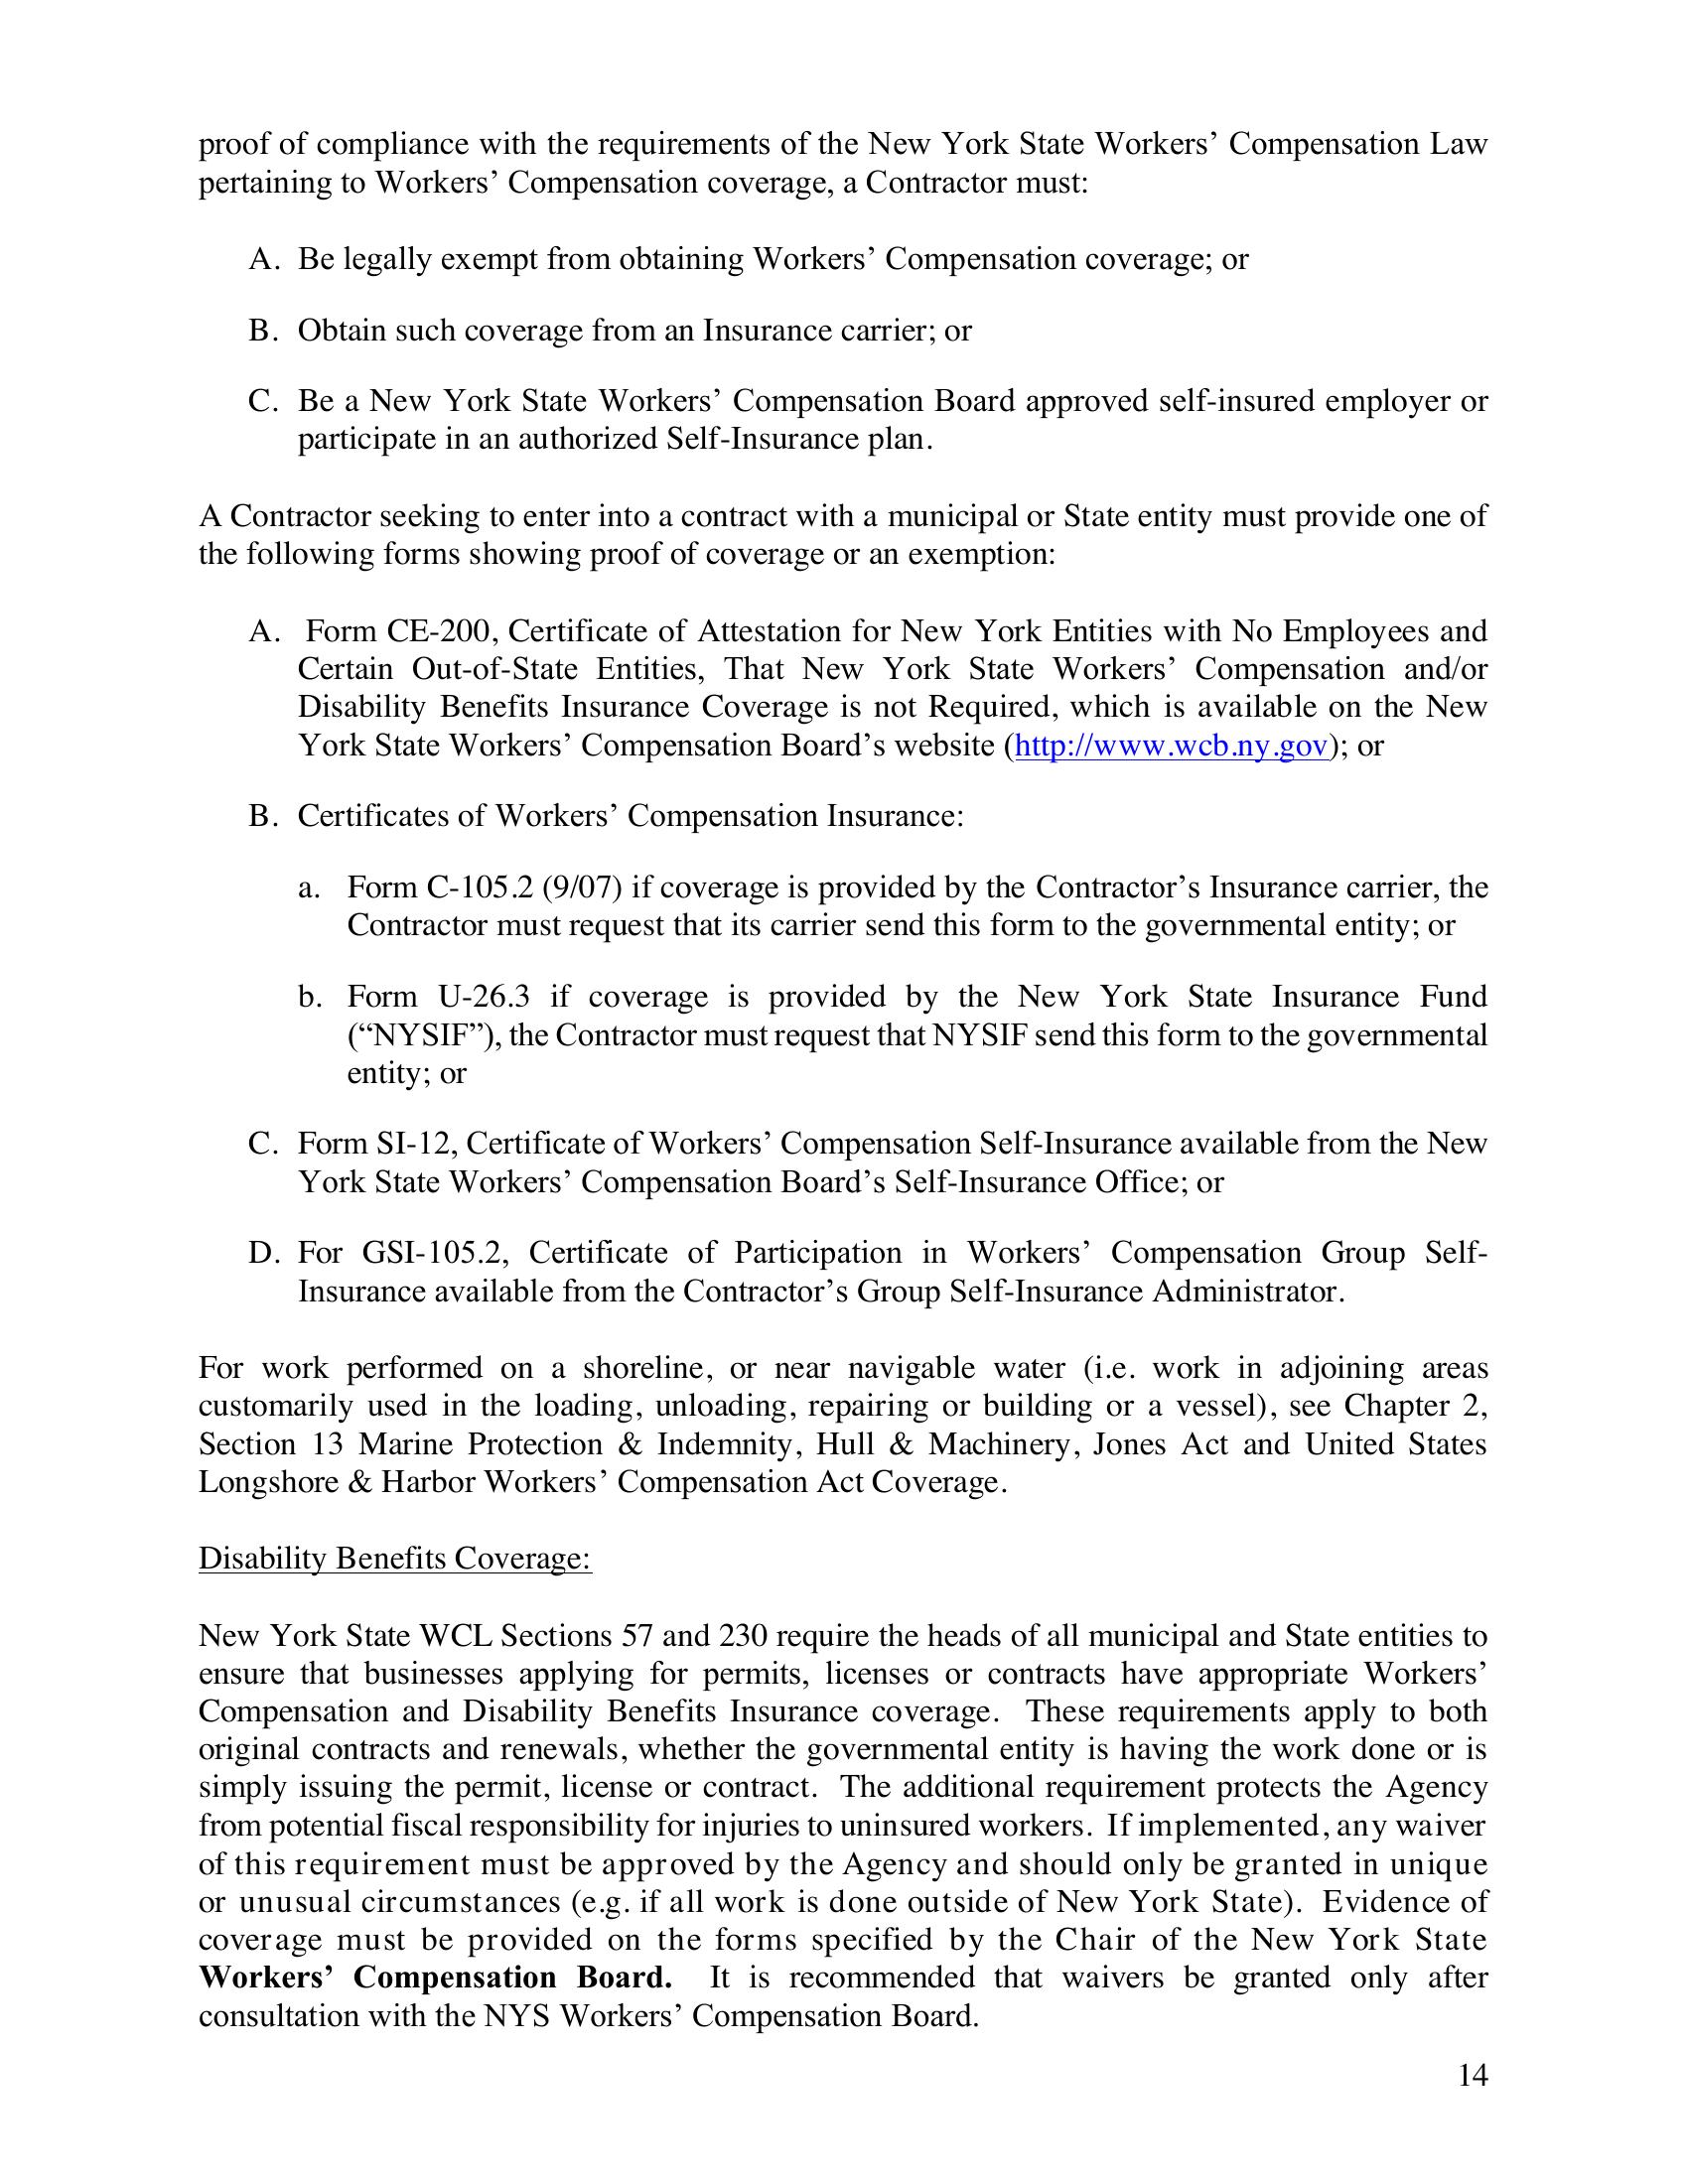 proof of compliance with the requirements of the New York State Workers’ Compensation Law
pertaining to Workers’ Compensation coverage, a Contractor must:
A. Be legally exempt from obtaining Workers’ Compensation coverage; or
B. Obtain such coverage from an Insurance carrier; or
C. Be a New York State Workers’ Compensation Board approved self-insured employer or
participate in an authorized Self-Insurance plan.
A Contractor seeking to enter into a contract with a municipal or State entity must provide one of
the following forms showing proof of coverage or an exemption:
A. Form CE-200, Certificate of Attestation for New York Entities with No Employees and
Certain Out-of-State Entities, That New York State Workers’ Compensation and/or
Disability Benefits Insurance Coverage is not Required, which is available on the New
York State Workers’ Compensation Board’s website (http://www.wcb.ny.gov); or
B. Certificates of Workers’ Compensation Insurance:
a. Form C-105.2 (9/07) if coverage is provided by the Contractor’s Insurance carrier, the
Contractor must request that its carrier send this form to the governmental entity; or
b. Form U-26.3 if coverage is provided by the New York State Insurance Fund
(“NYSIF”), the Contractor must request that NYSIF send this form to the governmental
entity; or
C. Form SI-12, Certificate of Workers’ Compensation Self-Insurance available from the New
York State Workers’ Compensation Board’s Self-Insurance Office; or
D. For GSI-105.2, Certificate of Participation in Workers’ Compensation Group Self-
Insurance available from the Contractor’s Group Self-Insurance Administrator.
For work performed on a shoreline, or near navigable water (i.e. work in adjoining areas
customarily used in the loading, unloading, repairing or building or a vessel), see Chapter 2,
Section 13 Marine Protection & Indemnity, Hull & Machinery, Jones Act and United States
Longshore & Harbor Workers’ Compensation Act Coverage.
Disability Benefits Coverage:
New York State WCL Sections 57 and 230 require the heads of all municipal and State entities to
ensure that businesses applying for permits, licenses or contracts have appropriate Workers’
Compensation and Disability Benefits Insurance coverage. These requirements apply to both
original contracts and renewals, whether the governmental entity is having the work done or is
simply issuing the permit, license or contract. The additional requirement protects the Agency
from potential fiscal responsibility for injuries to uninsured workers. If implemented, any waiver
of this requirement must be approved by the Agency and should only be granted in unique
or unusual circumstances (e.g. if all work is done outside of New York State). Evidence of
coverage must be provided on the forms specified by the Chair of the New York State
Workers’ Compensation Board. It is recommended that waivers be granted only after
consultation with the NYS Workers’ Compensation Board.
14